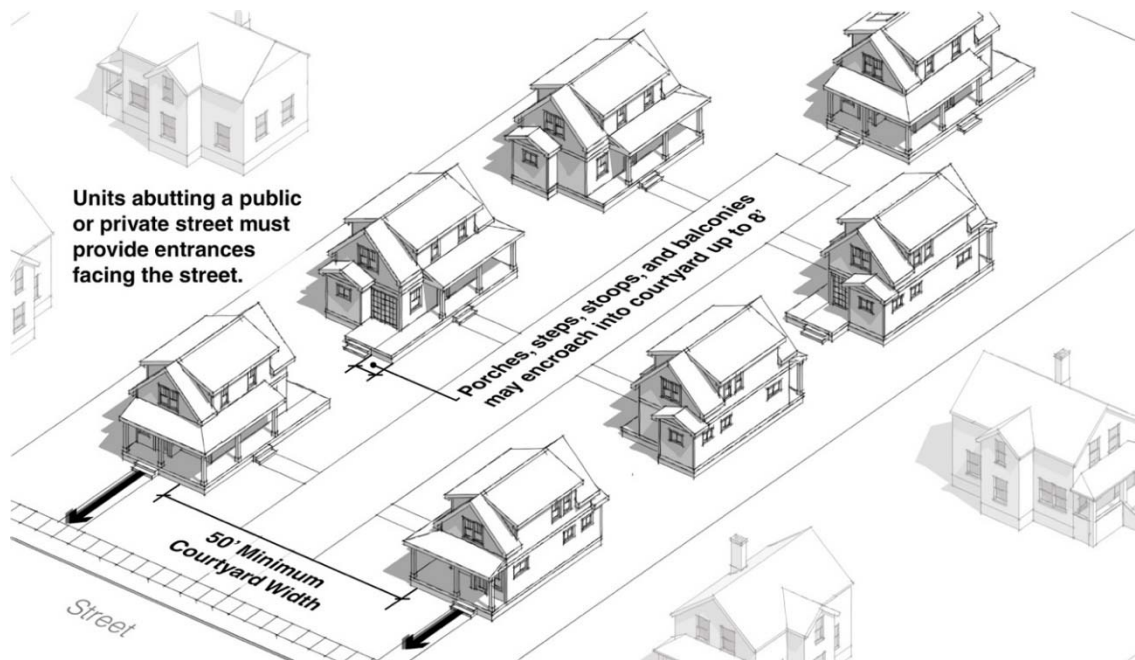 Units abutting a public
or private street must
provide entrances
facing the street.
Porches, steps, stoops, and balconies
may encroach into courtyard up to 8’
50’ Minimum
Courtyard Width
Street